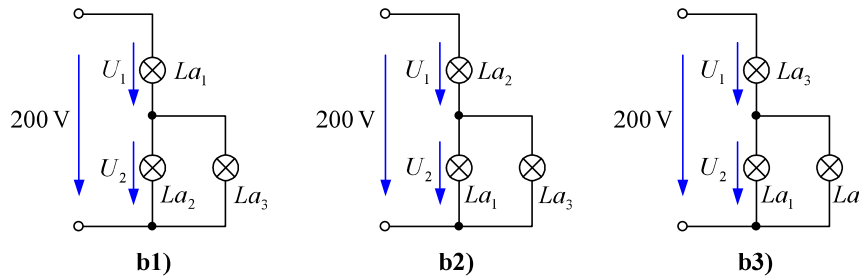 U₁ La₁ U₁ La₂ U₁ La₃
200 V 200 V 200 V
U₂ La₂ La₃ U₂ La₁ La₃ U₂ La₁ La
b1) b2) b3)